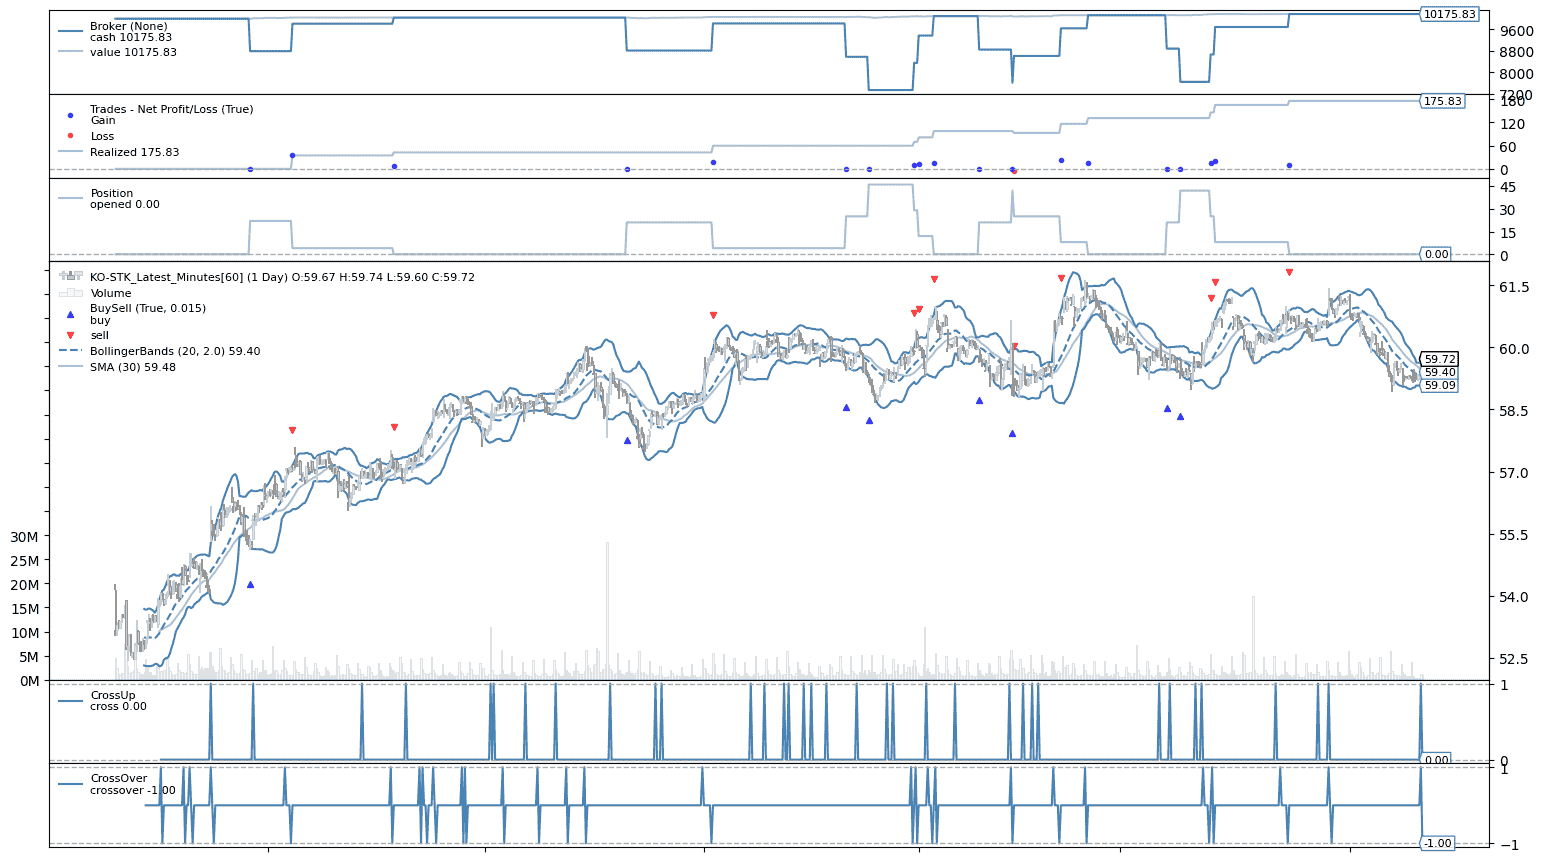 Broker (None)
cash 10175.83
value 10175.83
10175.83
9600
8800
8000
7200
Trades - Net Profit/Loss (True)
Gain
Loss
Realized 175.83
175.83
180
120
60
0
Position
opened 0.00
45
30
15
0
0.00
KO-STK_Latest_Minutes[60] (1 Day) O:59.67 H:59.74 L:59.60 C:59.72
Volume
BuySell (True, 0.015)
buy
sell
BollingerBands (20, 2.0) 59.40
SMA (30) 59.48
61.5
60.0
59.72
59.40
59.09
58.5
57.0
55.5
54.0
52.5
30M
25M
20M
15M
10M
5M
0M
CrossUp
cross 0.00
1
0
0.00
CrossOver
crossover -1.00
1
-1
-1.00